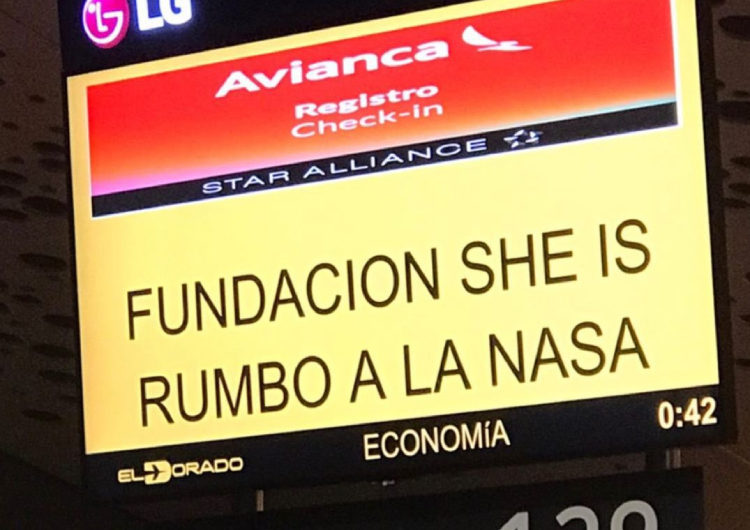 LG
Avianca
Registro
Check-in
STAR ALLIANCE
FUNDACION SHE IS
RUMBO A LA NASA
ELDORADO
ECONOMíA
0:42